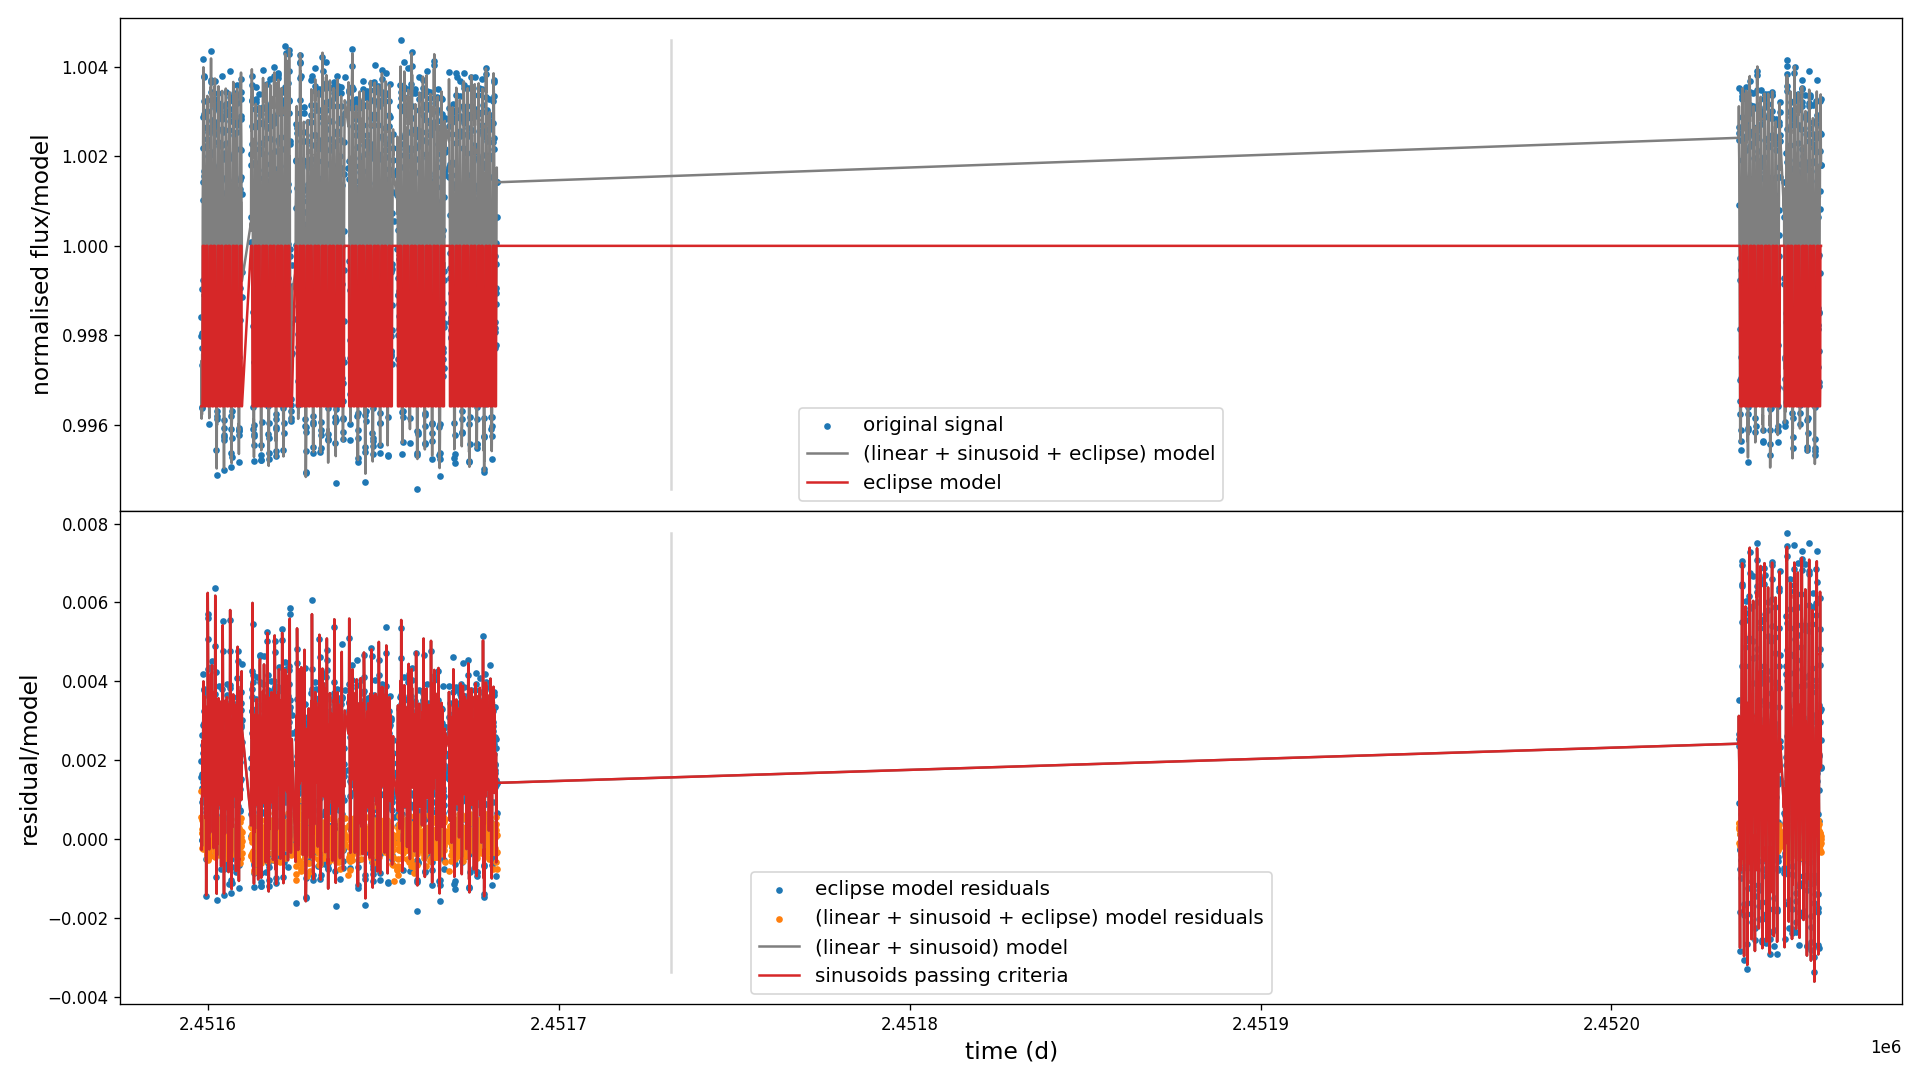 1.004
1.002
1.000
0.998
0.996
normalised flux/model
original signal
(linear + sinusoid + eclipse) model
eclipse model
0.008
0.006
0.004
0.002
0.000
−0.002
−0.004
residual/model
eclipse model residuals
(linear + sinusoid + eclipse) model residuals
(linear + sinusoid) model
sinusoids passing criteria
2.4516
2.4517
2.4518
2.4519
2.4520
1e6
time (d)